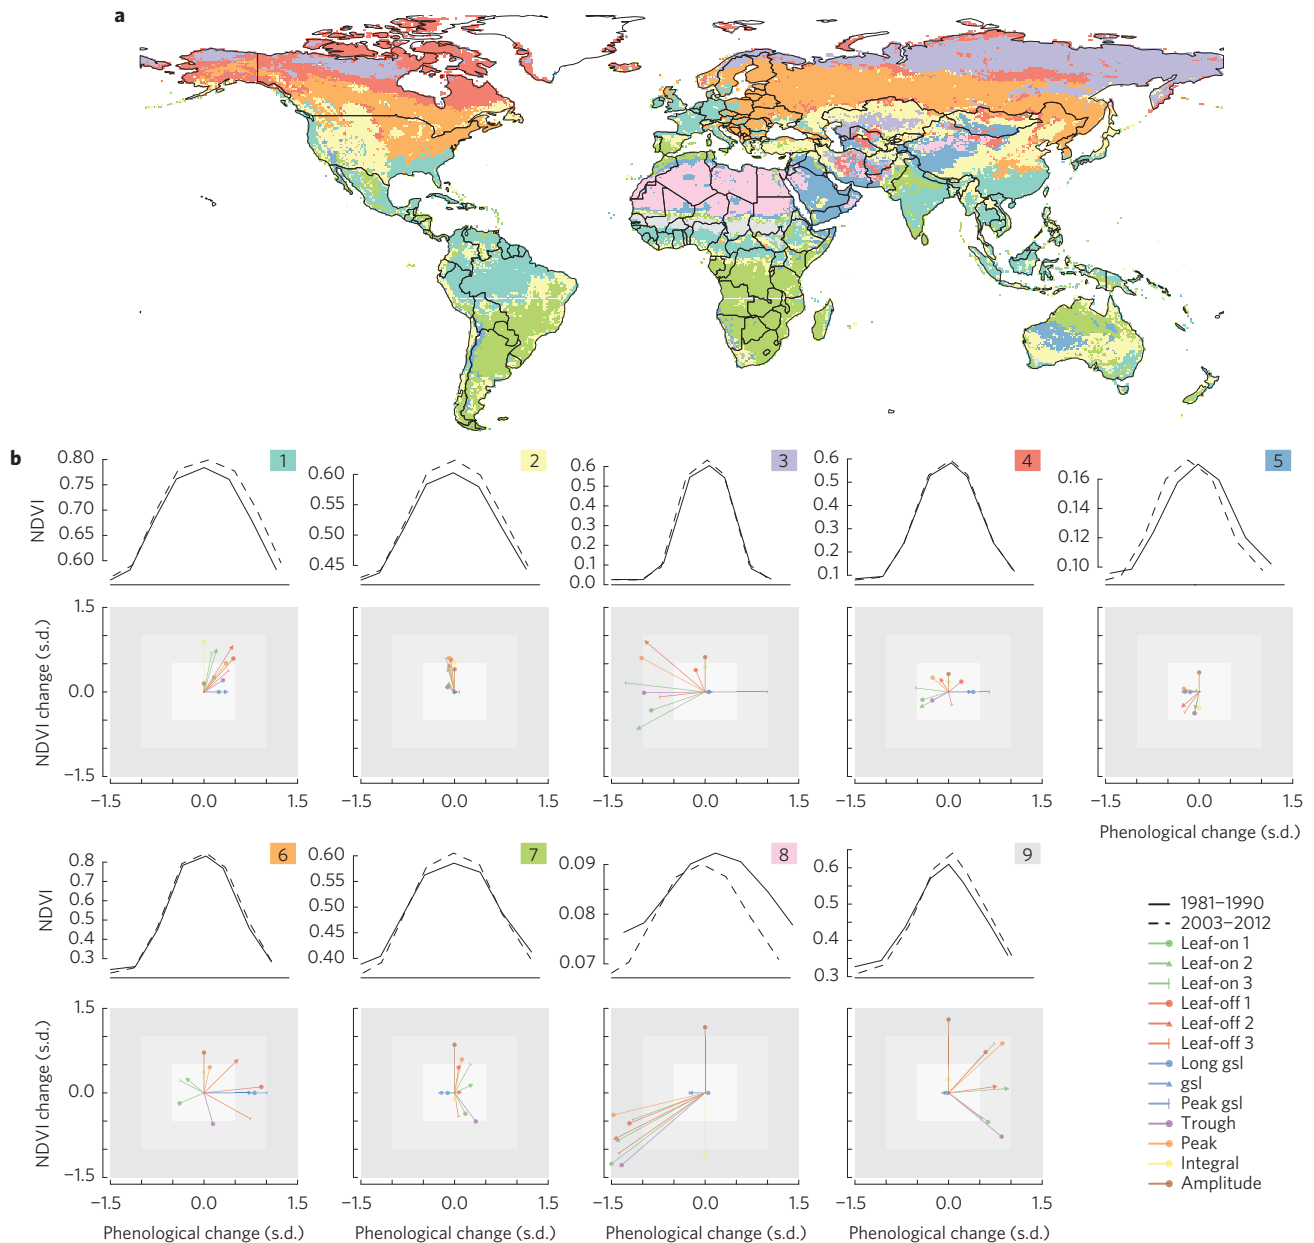 a
b
NDVI
0.80
0.75
0.70
0.65
0.60
1
0.60
0.55
0.50
0.45
2
0.6
0.5
0.4
0.3
0.2
0.1
0.0
3
0.6
0.5
0.4
0.3
0.2
0.1
4
0.16
0.12
0.10
5
NDVI change (s.d.)
1.5
0.0
−1.5
−1.5 0.0 1.5
−1.5 0.0 1.5
−1.5 0.0 1.5
−1.5 0.0 1.5
−1.5 0.0 1.5
Phenological change (s.d.)
NDVI
0.8
0.7
0.6
0.5
0.4
0.3
6
0.60
0.55
0.50
0.45
0.40
7
0.09
0.08
0.07
8
0.6
0.5
0.4
0.3
9
NDVI change (s.d.)
1.5
0.0
−1.5
−1.5 0.0 1.5
−1.5 0.0 1.5
−1.5 0.0 1.5
−1.5 0.0 1.5
Phenological change (s.d.)
Phenological change (s.d.)
Phenological change (s.d.)
Phenological change (s.d.)
1981–1990
2003–2012
Leaf-on 1
Leaf-on 2
Leaf-on 3
Leaf-off 1
Leaf-off 2
Leaf-off 3
Long gsl
gsl
Peak gsl
Trough
Peak
Integral
Amplitude